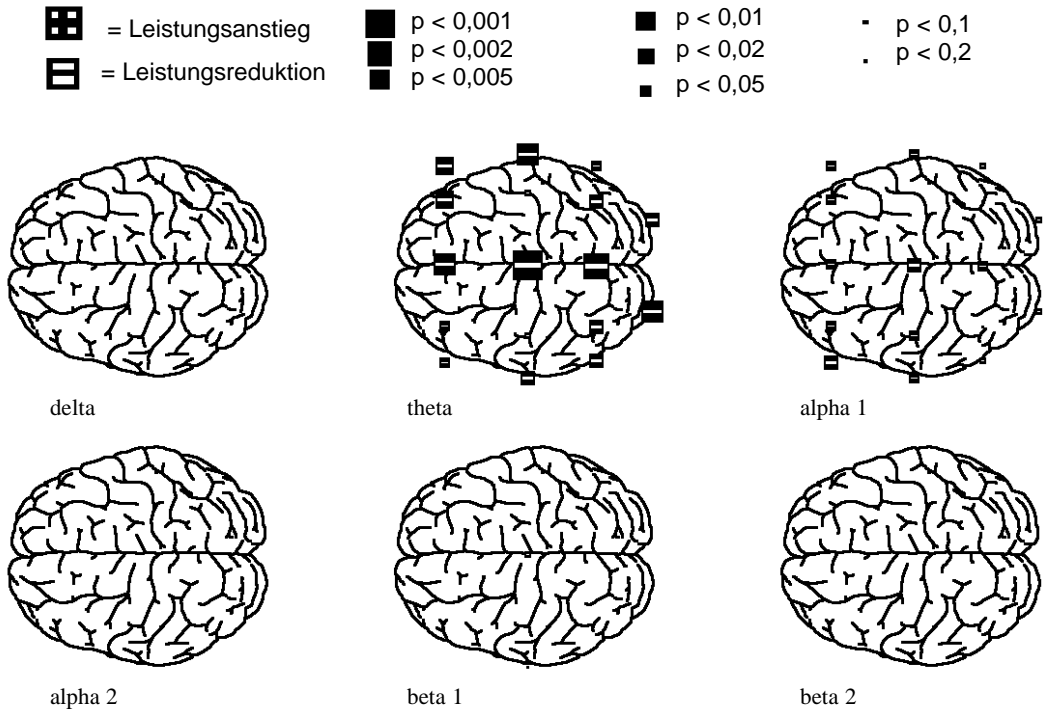 = Leistungsanstieg
= Leistungsreduktion
p < 0,001
p < 0,002
p < 0,005
p < 0,01
p < 0,02
p < 0,05
p < 0,1
p < 0,2
delta
theta
alpha 1
alpha 2
beta 1
beta 2